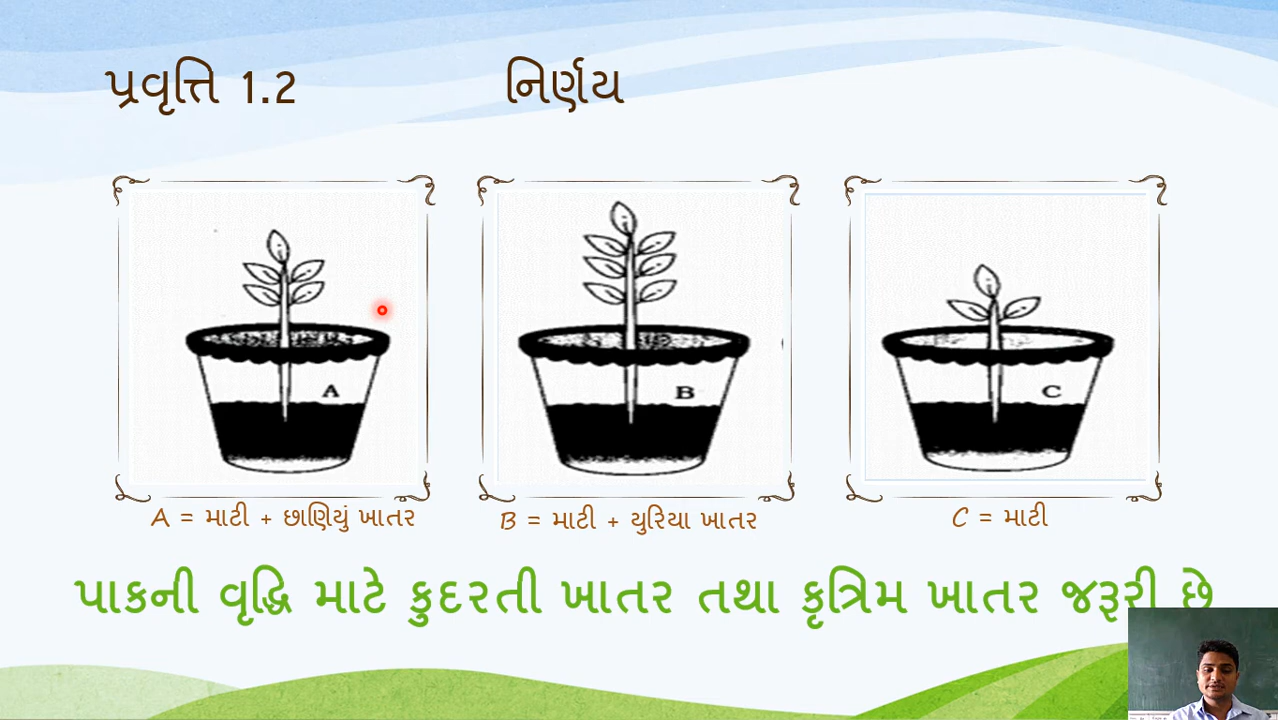 પ્રવૃત્તિ 1.2 નિર્ણય
A B C
A = માટી + છાણિયું ખાતર
B = માટી + યુરિયા ખાતર
C = માટી
પાકની વૃદ્ધિ માટે કુદરતી ખાતર તથા કૃત્રિમ ખાતર જરૂરી છે